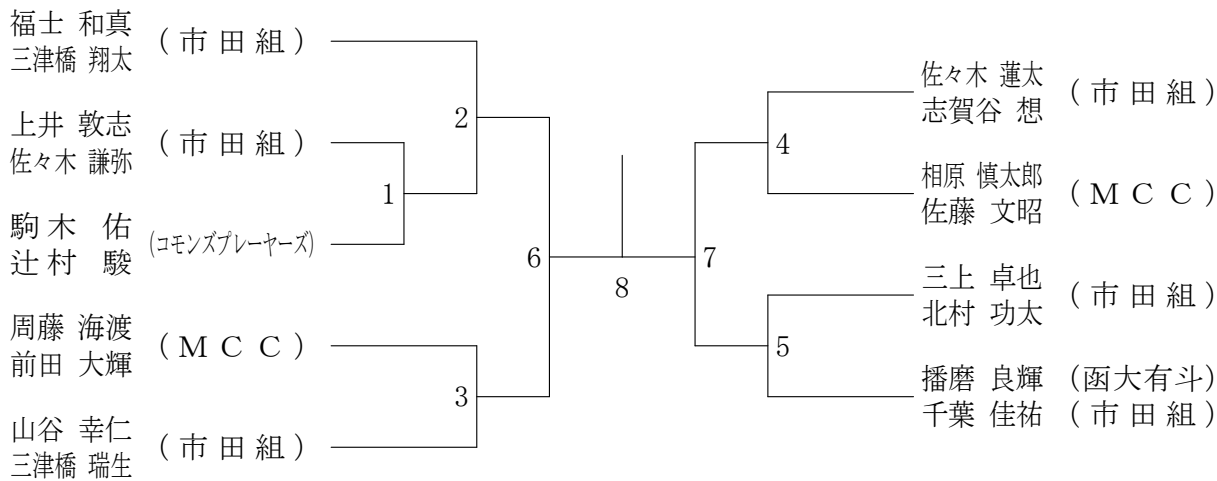 福士 和真
三津橋 翔太
(市田組)
上井 敦志
佐々木 謙弥
(市田組)
駒木 佑
辻村 駿
(コモンズプレーヤーズ)
周藤 海渡
前田 大輝
(MCC)
山谷 幸仁
三津橋 瑞生
(市田組)
1
2
3
6
8
7
4
5
佐々木 蓮太
志賀谷 想
(市田組)
相原 慎太郎
佐藤 文昭
(MCC)
三上 卓也
北村 功太
(市田組)
播磨 良輝 (函大有斗)
千葉 佳祐 (市田組)